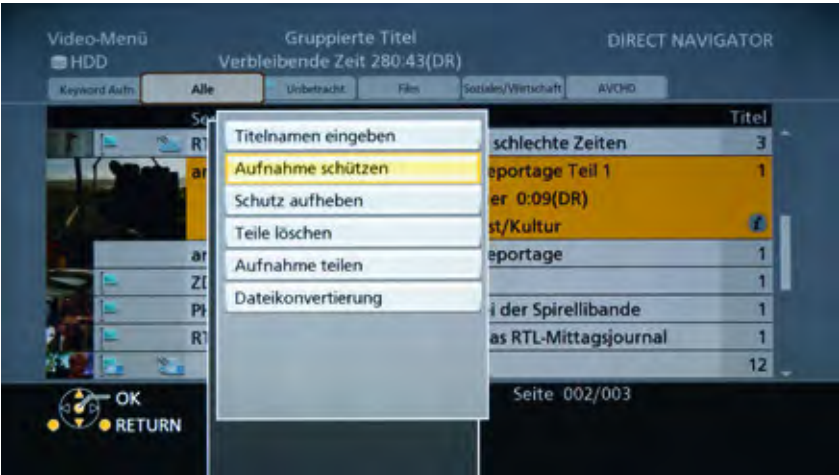 Video-Menü
Gruppierte Titel
DIRECT NAVIGATOR
HDD
Verbleibende Zeit 280:43(DR)
Keyword Aufn.
Alle
Unbetracht.
Film
Soziales/Wirtschaft
AVCHD
Titel
schlechte Zeiten
3
eportage Teil 1
1
er 0:09(DR)
st/Kultur
i
eportage
1
1
i der Spirellibande
1
as RTL-Mittagsjournal
1
12
Titelnamen eingeben
Aufnahme schützen
Schutz aufheben
Teile löschen
Aufnahme teilen
Dateikonvertierung
OK
RETURN
Seite 002/003